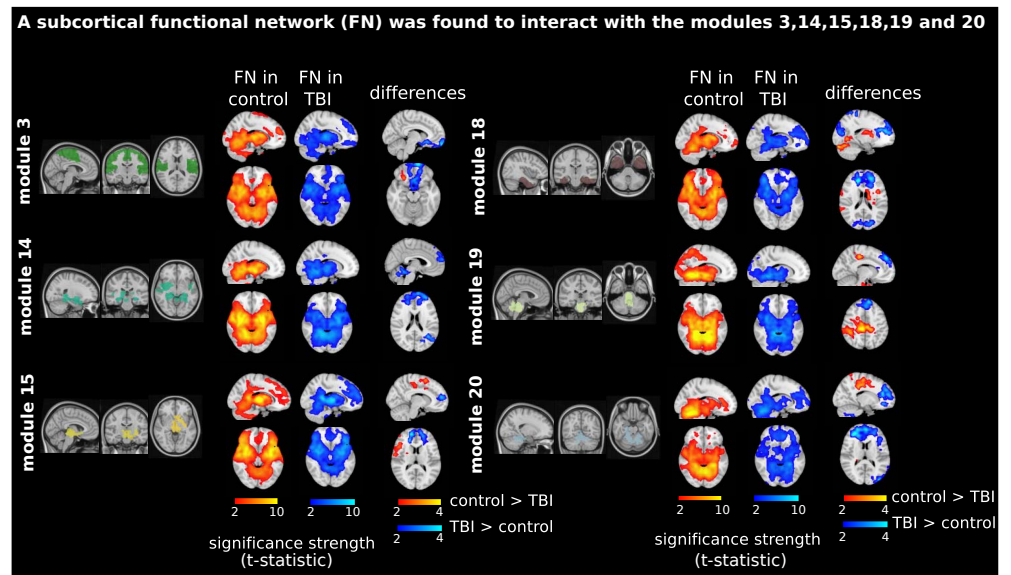 A subcortical functional network (FN) was found to interact with the modules 3,14,15,18,19 and 20
FN in control
FN in TBI
differences
module 3
module 14
module 15
2 10
2 10
2 4
control > TBI
2 4
TBI > control
significance strength
(t-statistic)
FN in control
FN in TBI
differences
module 18
module 19
module 20
2 10
2 10
2 4
control > TBI
2 4
TBI > control
significance strength
(t-statistic)